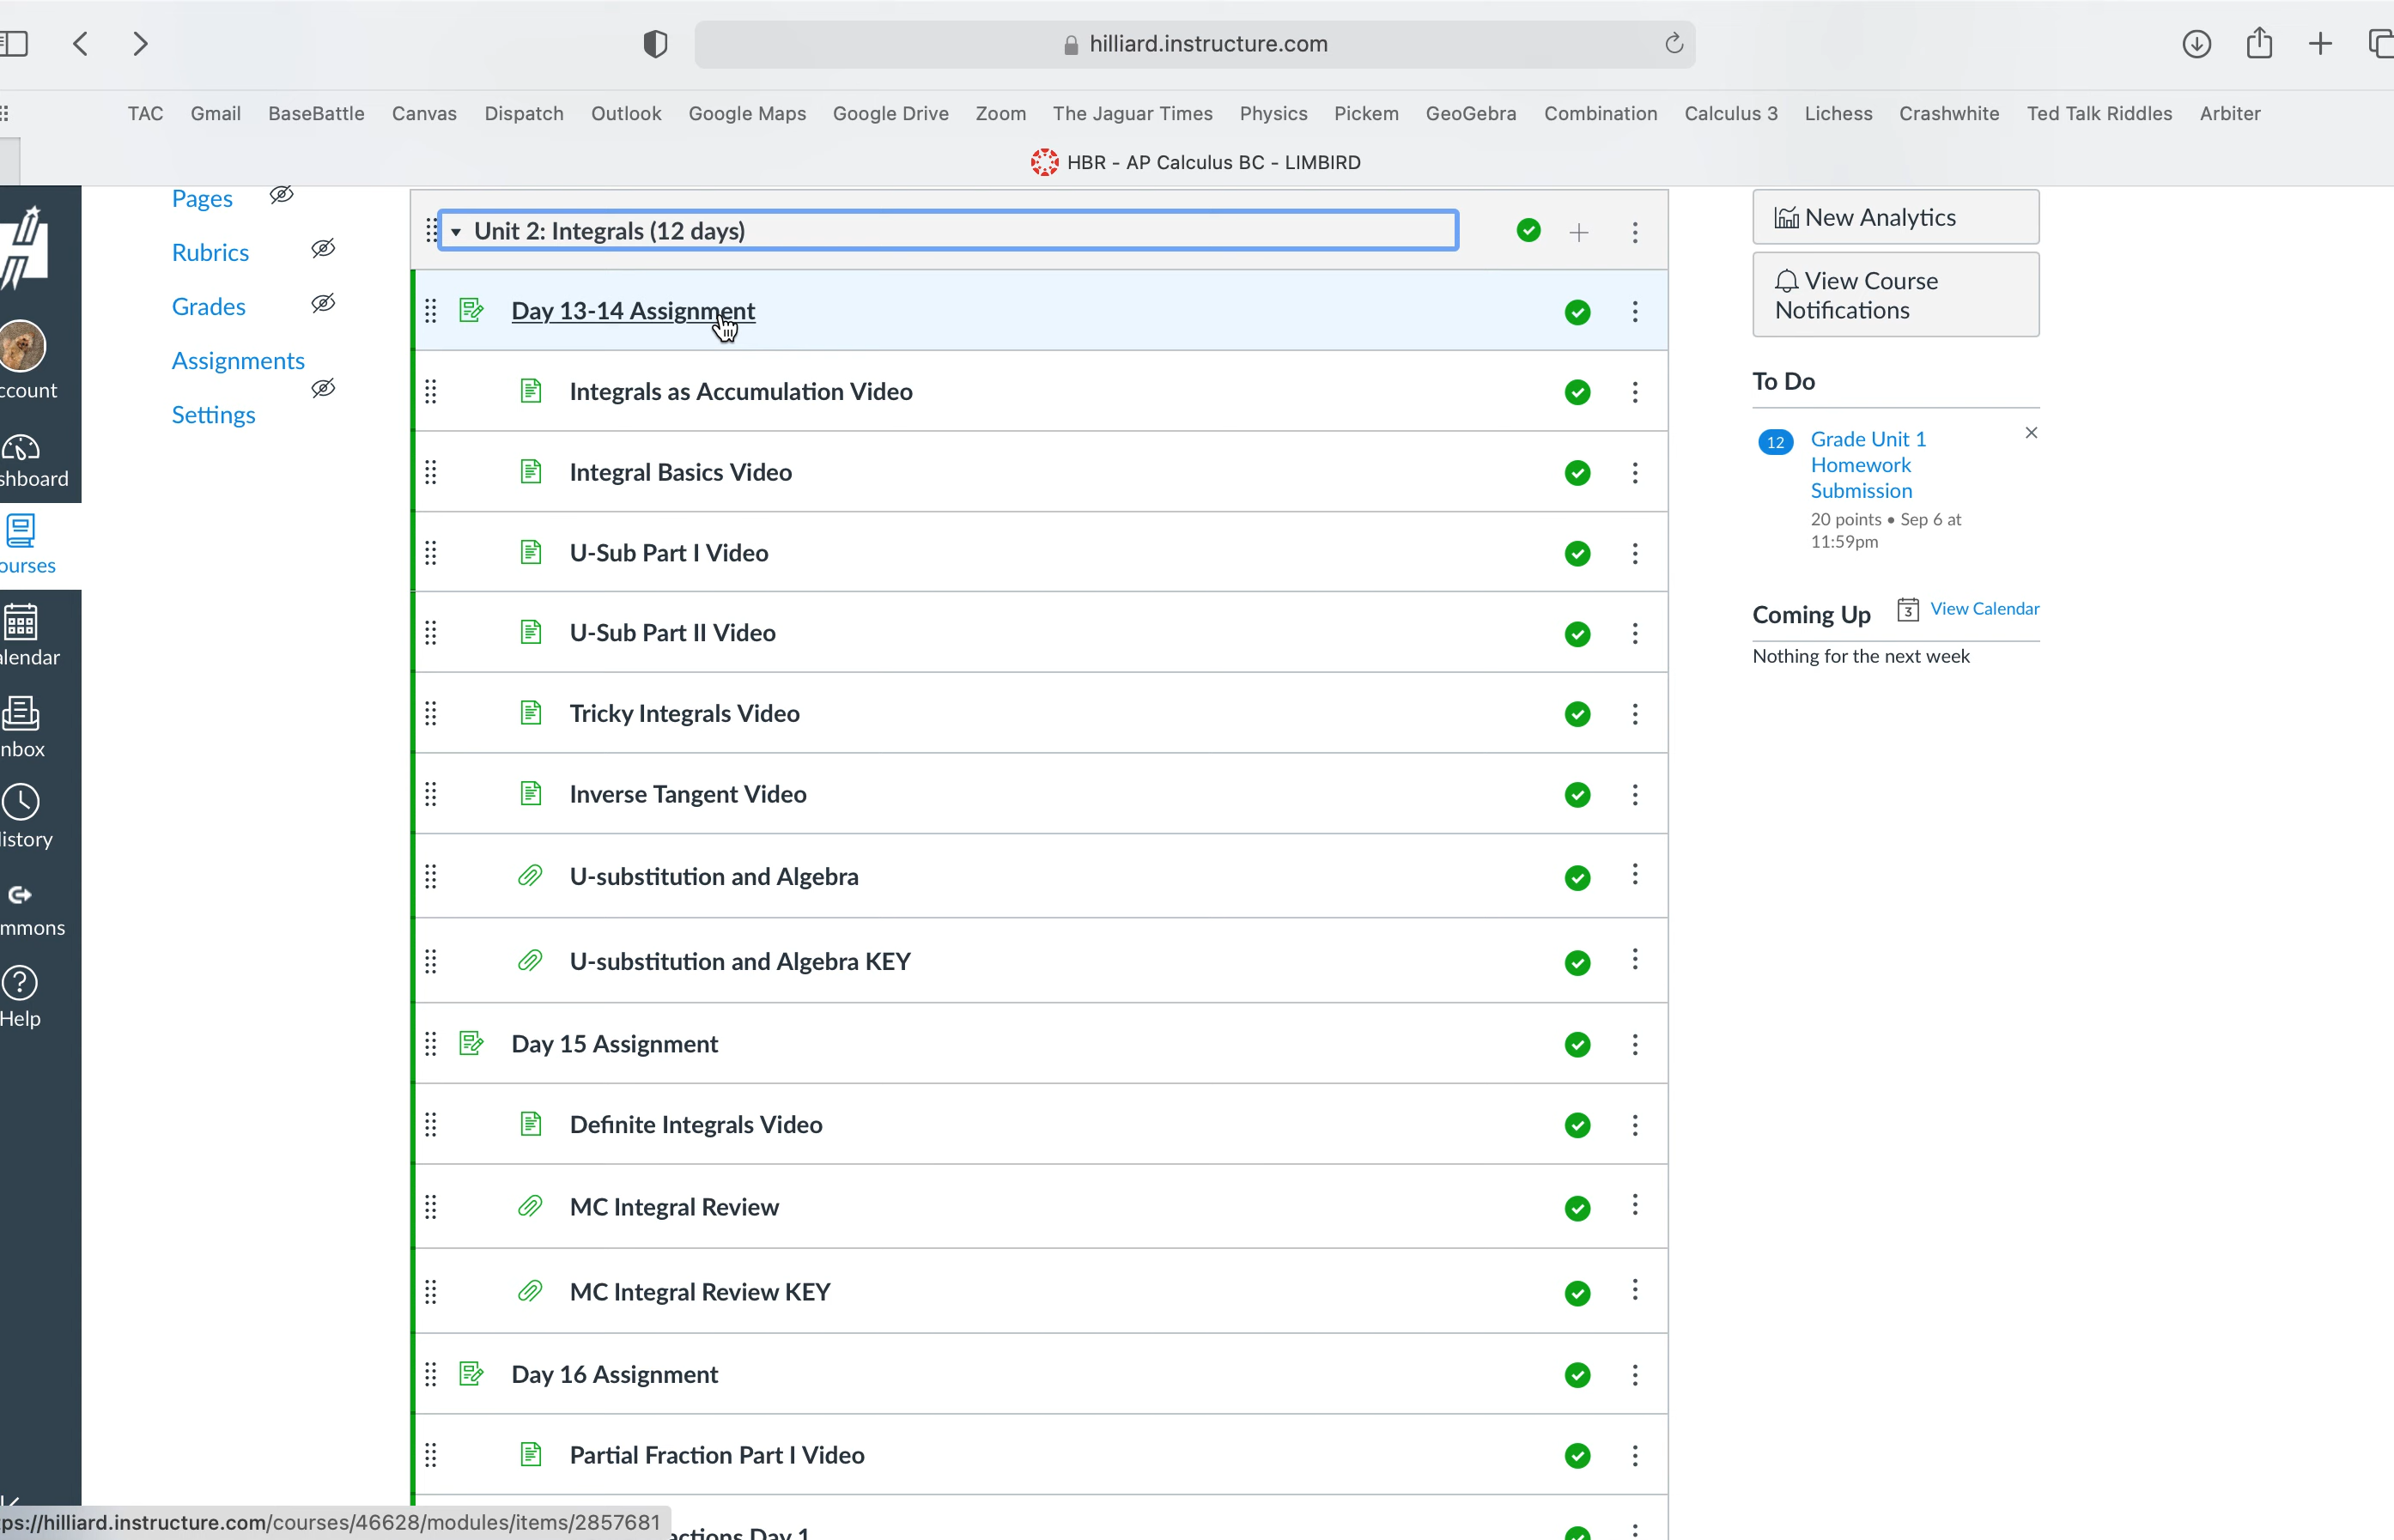 hilliard.instructure.com
TAC Gmail BaseBattle Canvas Dispatch Outlook Google Maps Google Drive Zoom The Jaguar Times Physics Pickem GeoGebra Combination Calculus 3 Lichess Crashwhite Ted Talk Riddles Arbiter
HBR - AP Calculus BC - LIMBIRD
ccount
shboard
ourses
alendar
nbox
istory
mmons
Help
Pages
Rubrics
Grades
Assignments
Settings
Unit 2: Integrals (12 days)
Day 13-14 Assignment
Integrals as Accumulation Video
Integral Basics Video
U-Sub Part I Video
U-Sub Part II Video
Tricky Integrals Video
Inverse Tangent Video
U-substitution and Algebra
U-substitution and Algebra KEY
Day 15 Assignment
Definite Integrals Video
MC Integral Review
MC Integral Review KEY
Day 16 Assignment
Partial Fraction Part I Video
actions Day 1
New Analytics
View Course
Notifications
To Do
12 Grade Unit 1
Homework
Submission
20 points • Sep 6 at
11:59pm
Coming Up 3 View Calendar
Nothing for the next week
ps://hilliard.instructure.com/courses/46628/modules/items/2857681